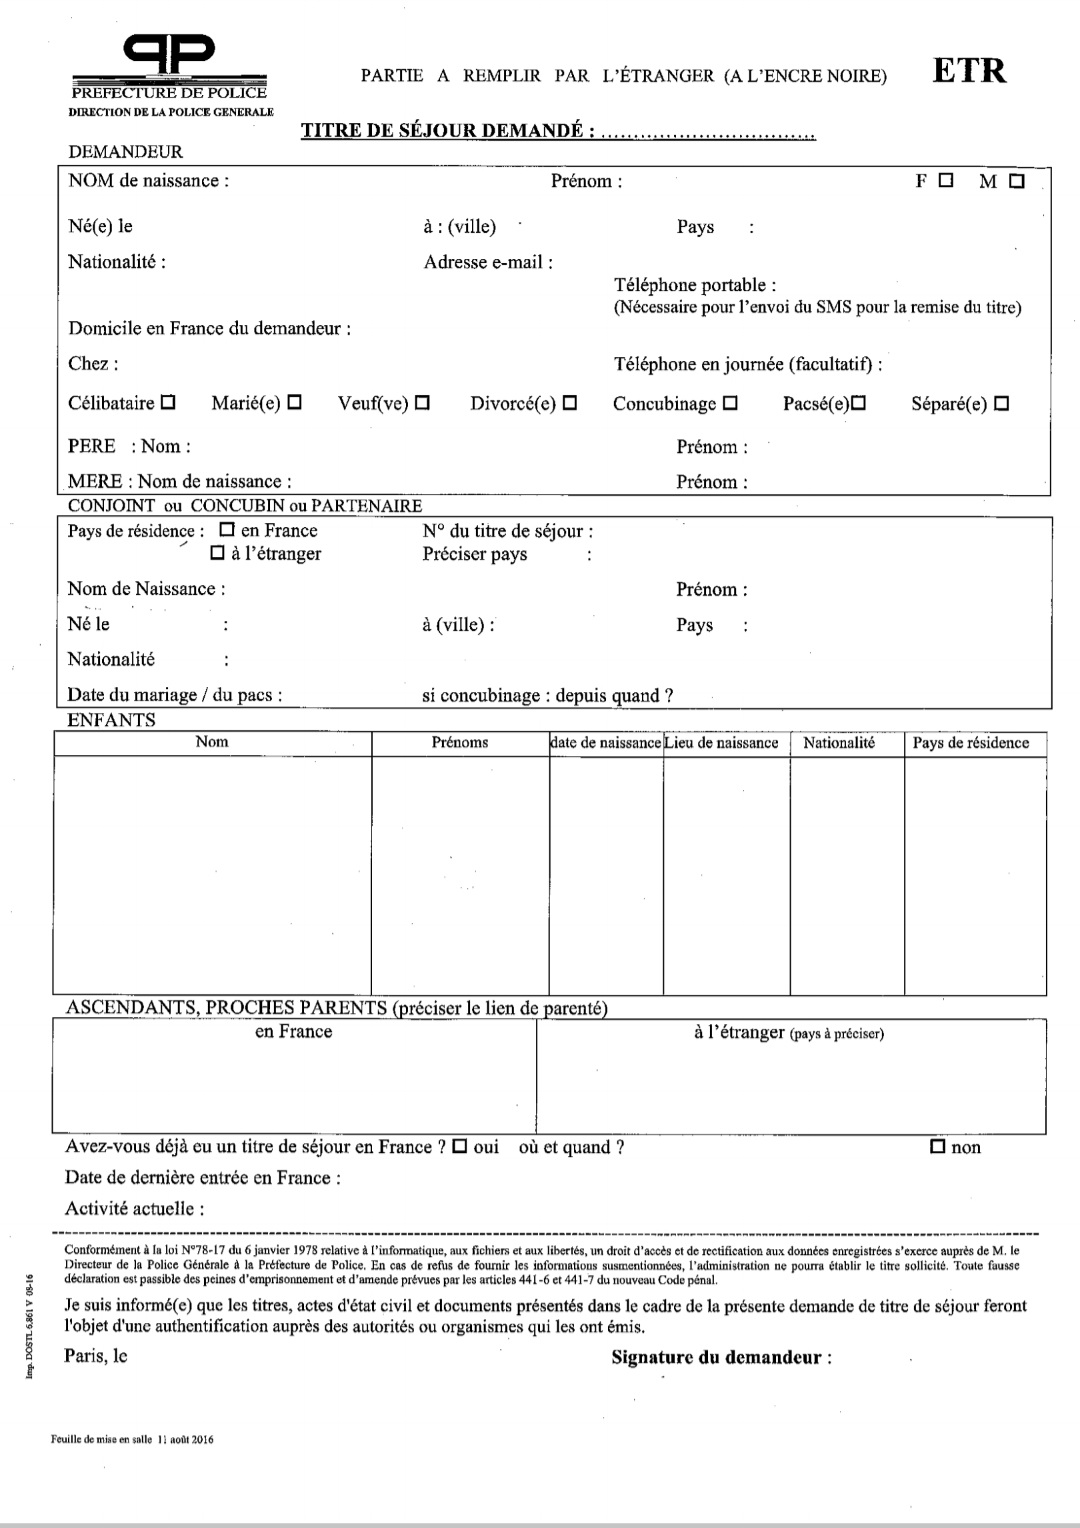 PARTIE A REMPLIR PAR L'ÉTRANGER (A L'ENCRE NOIRE) ETR
PREFECTURE DE POLICE
DIRECTION DE LA POLICE GENERALE
TITRE DE SÉJOUR DEMANDÉ : .................................
DEMANDEUR
NOM de naissance : Prénom : F ☐ M ☐
Né(e) le à : (ville) Pays :
Nationalité : Adresse e-mail :
Téléphone portable :
(Nécessaire pour l'envoi du SMS pour la remise du titre)
Domicile en France du demandeur :
Chez : Téléphone en journée (facultatif) :
Célibataire ☐ Marié(e) ☐ Veuf(ve) ☐ Divorcé(e) ☐ Concubinage ☐ Pacsé(e)☐ Séparé(e) ☐
PERE : Nom : Prénom :
MERE : Nom de naissance : Prénom :
CONJOINT ou CONCUBIN ou PARTENAIRE
Pays de résidence : ☐ en France N° du titre de séjour :
☐ à l'étranger Préciser pays :
Nom de Naissance : Prénom :
Né le : à (ville) : Pays :
Nationalité :
Date du mariage / du pacs : si concubinage : depuis quand ?
ENFANTS
Nom Prénoms date de naissance Lieu de naissance Nationalité Pays de résidence
ASCENDANTS, PROCHES PARENTS (préciser le lien de parenté)
en France à l'étranger (pays à préciser)
Avez-vous déjà eu un titre de séjour en France ? ☐ oui où et quand ? ☐ non
Date de dernière entrée en France :
Activité actuelle :
Conformément à la loi N°78-17 du 6 janvier 1978 relative à l'informatique, aux fichiers et aux libertés, un droit d'accès et de rectification aux données enregistrées s'exerce auprès de M. le
Directeur de la Police Générale à la Préfecture de Police. En cas de refus de fournir les informations susmentionnées, l'administration ne pourra établir le titre sollicité. Toute fausse
déclaration est passible des peines d'emprisonnement et d'amende prévues par les articles 441-6 et 441-7 du nouveau Code pénal.
Je suis informé(e) que les titres, actes d'état civil et documents présentés dans le cadre de la présente demande de titre de séjour feront
l'objet d'une authentification auprès des autorités ou organismes qui les ont émis.
Paris, le Signature du demandeur :
Imp. DOSTL 6.861 V 08-16
Feuille de mise en salle 11 août 2016